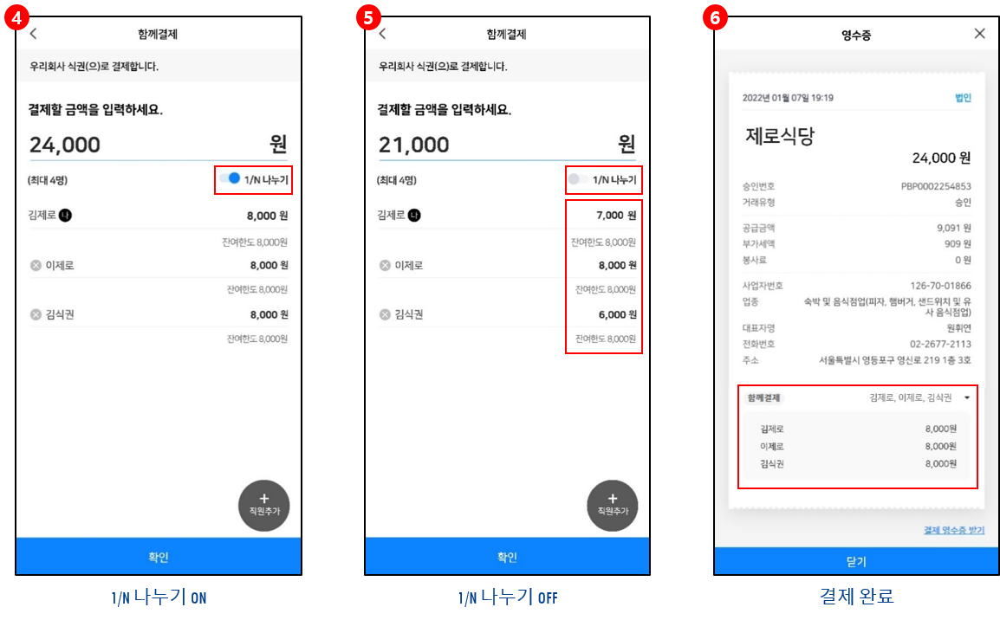 4
함께결제
우리회사 식권(으)로 결제합니다.
결제할 금액을 입력하세요.
24,000 원
(최대 4명) 1/N 나누기
김제로 나 8,000 원
잔여한도 8,000원
이제로 8,000 원
잔여한도 8,000원
김식권 8,000 원
잔여한도 8,000원
+
직원추가
확인
1/N 나누기 ON
5
함께결제
우리회사 식권(으)로 결제합니다.
결제할 금액을 입력하세요.
21,000 원
(최대 4명) 1/N 나누기
김제로 나 7,000 원
잔여한도 8,000원
이제로 8,000 원
잔여한도 8,000원
김식권 6,000 원
잔여한도 8,000원
+
직원추가
확인
1/N 나누기 OFF
6
영수증
2022년 01월 07일 19:19 법인
제로식당
24,000 원
승인번호 PBP0002254853
거래유형 승인
공급금액 9,091 원
부가세액 909 원
봉사료 0 원
사업자번호 126-70-01866
업종 숙박 및 음식점업(피자, 햄버거, 샌드위치 및 유
사 음식점업)
대표자명 원휘연
전화번호 02-2677-2113
주소 서울특별시 영등포구 영신로 219 1층 3호
함께결제 김제로, 이제로, 김식권
김제로 8,000원
이제로 8,000원
김식권 8,000원
결제 영수증 받기
닫기
결제 완료